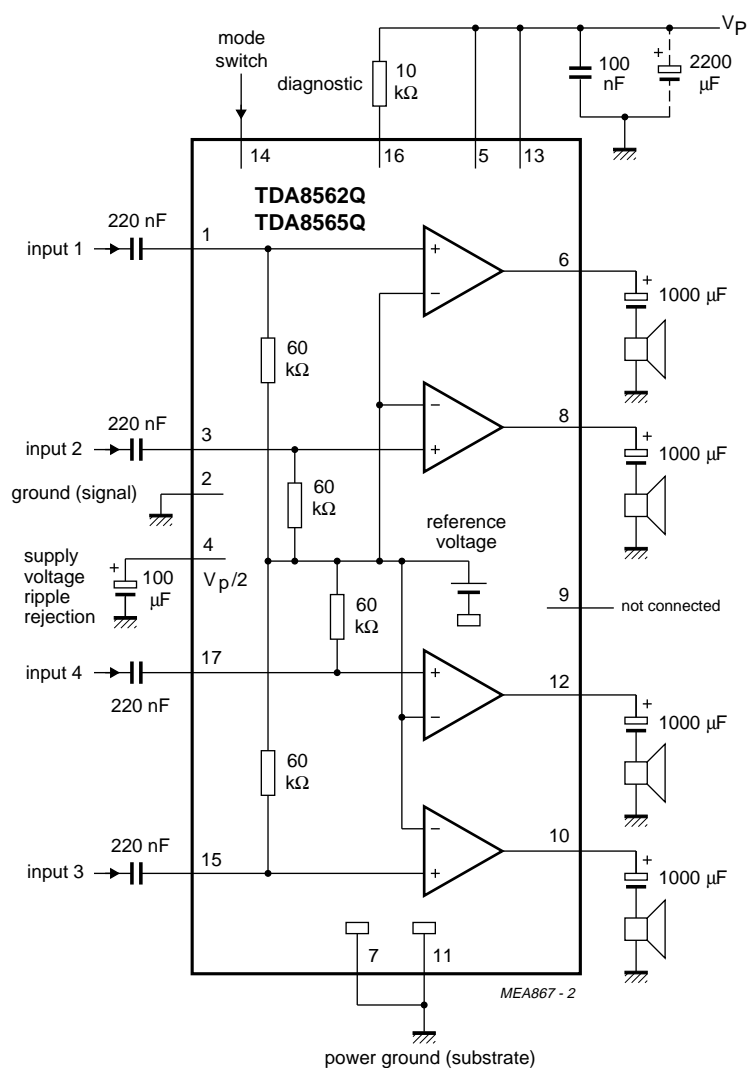 V_P
mode
switch
diagnostic
10
kΩ
100
nF
+
2200
µF
14
16
5
13
TDA8562Q
TDA8565Q
220 nF
input 1
1
+
−
6
+
1000 µF
60
kΩ
220 nF
input 2
3
−
+
8
+
1000 µF
2
ground (signal)
60
kΩ
reference
voltage
4
supply
voltage
ripple
rejection
+
100
µF
V_p/2
9
not connected
60
kΩ
17
input 4
220 nF
+
−
12
+
1000 µF
60
kΩ
220 nF
input 3
15
−
+
10
+
1000 µF
7
11
MEA867 - 2
power ground (substrate)